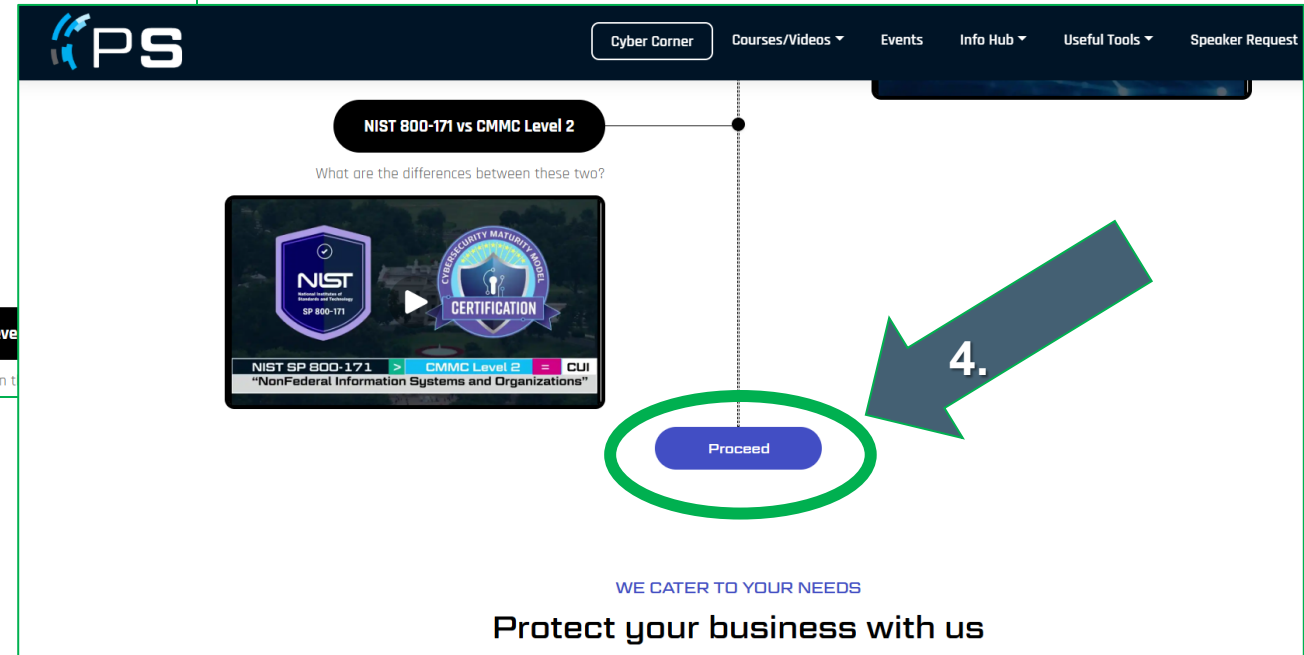 PS
Cyber Corner
Courses/Videos
Events
Info Hub
Useful Tools
Speaker Request
NIST 800-171 vs CMMC Level 2
What are the differences between these two?
NIST
National Institutes of
Standards and Technology
SP 800-171
CYBERSECURITY MATURITY MODEL
CERTIFICATION
NIST SP 800-171 > CMMC Level 2 = CUI
"NonFederal Information Systems and Organizations"
4.
Proceed
WE CATER TO YOUR NEEDS
Protect your business with us